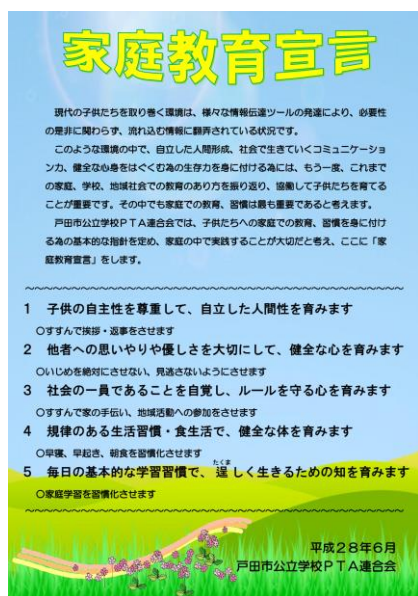 家庭教育宣言
現代の子供たちを取り巻く環境は、様々な情報伝達ツールの発達により、必要性
の是非に関わらず、流れ込む情報に翻弄されている状況です。
このような環境の中で、自立した人間形成、社会で生きていくコミュニケーショ
ン力、健全な心身をはぐくむ為の生存力を身に付ける為には、もう一度、これまで
の家庭、学校、地域社会での教育のあり方を振り返り、協働して子供たちを育てる
ことが重要です。その中でも家庭での教育、習慣は最も重要であると考えます。
戸田市公立学校PTA連合会では、子供たちへの家庭での教育、習慣を身に付け
る為の基本的な指針を定め、家庭の中で実践することが大切だと考え、ここに「家
庭教育宣言」をします。
1 子供の自主性を尊重して、自立した人間性を育みます
○すすんで挨拶・返事をさせます
2 他者への思いやりや優しさを大切にして、健全な心を育みます
○いじめを絶対にさせない、見逃さないようにさせます
3 社会の一員であることを自覚し、ルールを守る心を育みます
○すすんで家の手伝い、地域活動への参加をさせます
4 規律のある生活習慣・食生活で、健全な体を育みます
○早寝、早起き、朝食を習慣化させます
たくま
5 毎日の基本的な学習習慣で、逞しく生きるための知を育みます
○家庭学習を習慣化させます
平成28年6月
戸田市公立学校PTA連合会